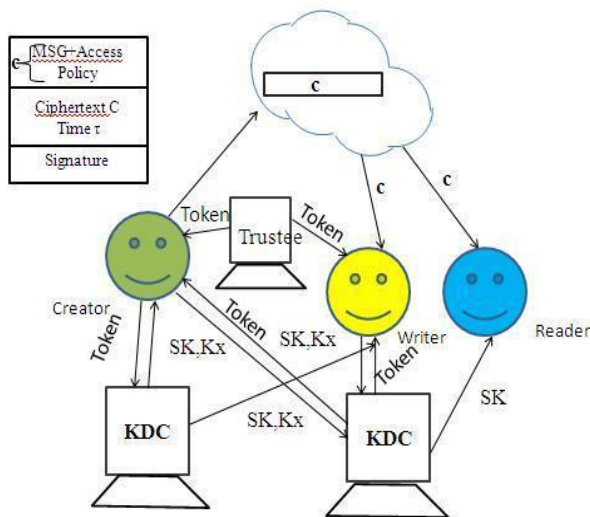 C
MSG+Access
Policy
Ciphertext C
Time τ
Signature
C
C
C
Token
Trustee
Token
Creator
Writer
Reader
Token
SK,Kx
Token
SK,Kx
Token
SK,Kx
SK
KDC
KDC